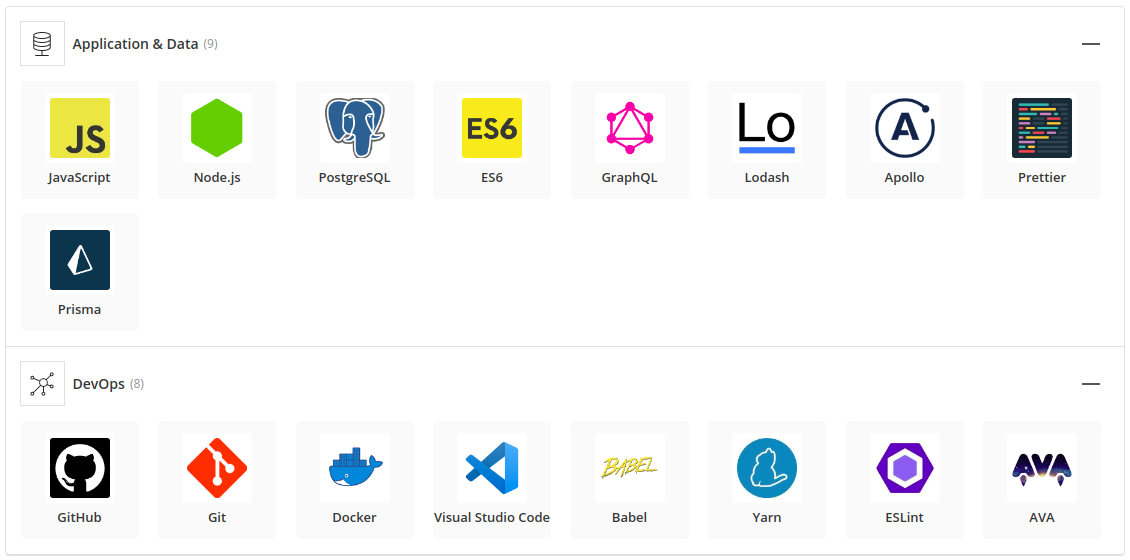 Application & Data (9)
JS
ES6
Lo
A
JavaScript
Node.js
PostgreSQL
ES6
GraphQL
Lodash
Apollo
Prettier
Prisma
DevOps (8)
BABEL
AVA
GitHub
Git
Docker
Visual Studio Code
Babel
Yarn
ESLint
AVA